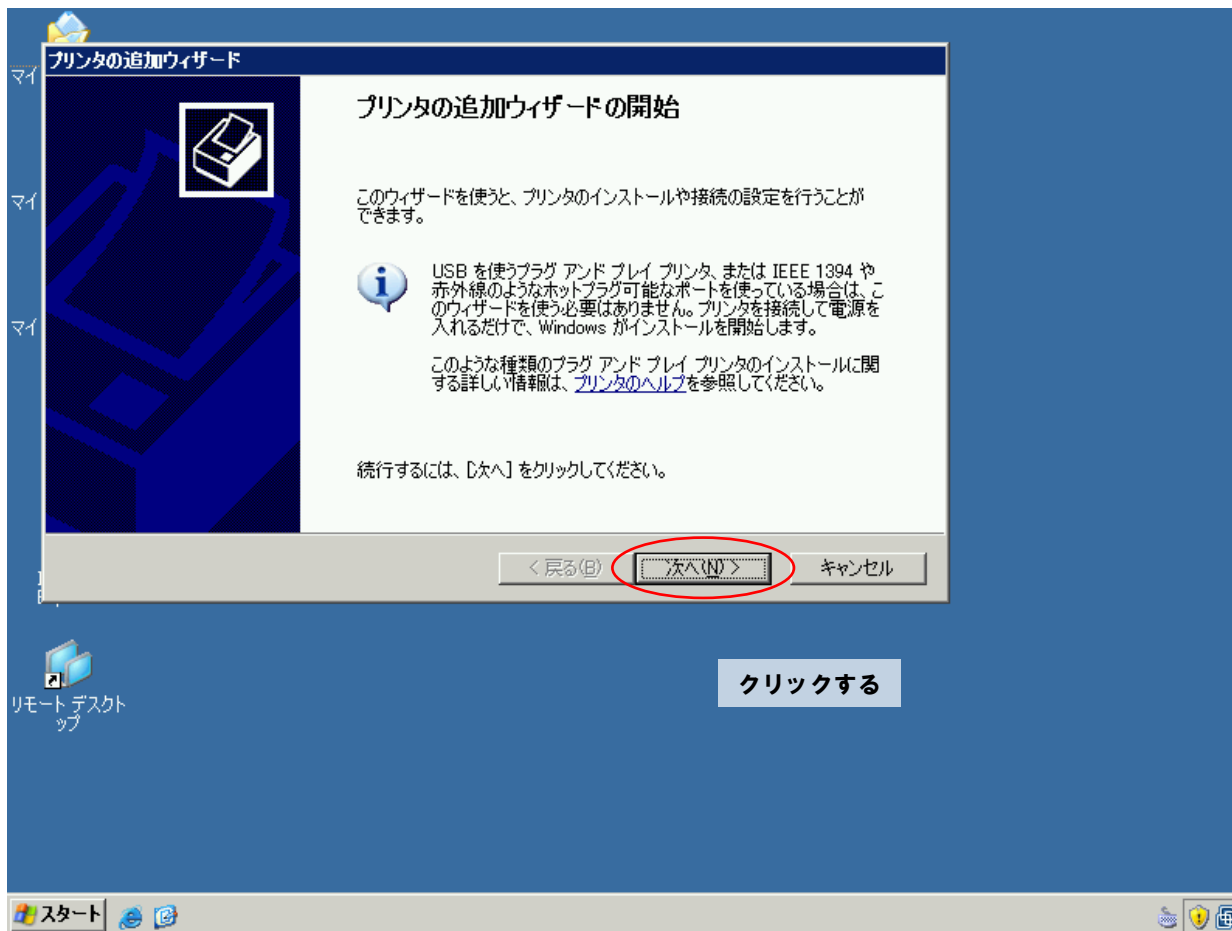 プリンタの追加ウィザード
マイ
プリンタの追加ウィザードの開始
このウィザードを使うと、プリンタのインストールや接続の設定を行うことが
できます。
マイ
USB を使うプラグ アンド プレイ プリンタ、または IEEE 1394 や
赤外線のようなホットプラグ可能なポートを使っている場合は、こ
のウィザードを使う必要はありません。プリンタを接続して電源を
入れるだけで、Windows がインストールを開始します。
マイ
このような種類のプラグ アンド プレイ プリンタのインストールに関
する詳しい情報は、プリンタのヘルプを参照してください。
続行するには、[次へ] をクリックしてください。
< 戻る(B)
次へ(N) >
キャンセル
クリックする
リモート デスクト
ップ
スタート